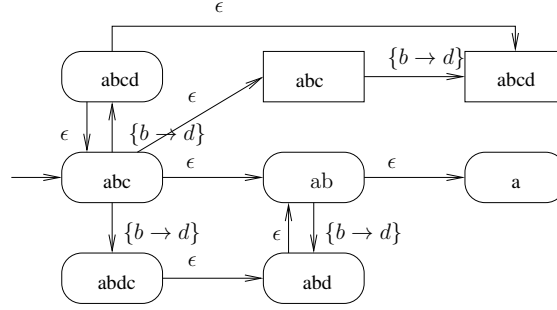 ϵ
abcd
abc
{b → d}
abcd
ϵ
ϵ
{b → d}
abc
ϵ
ab
ϵ
a
{b → d}
ϵ
{b → d}
abdc
ϵ
abd